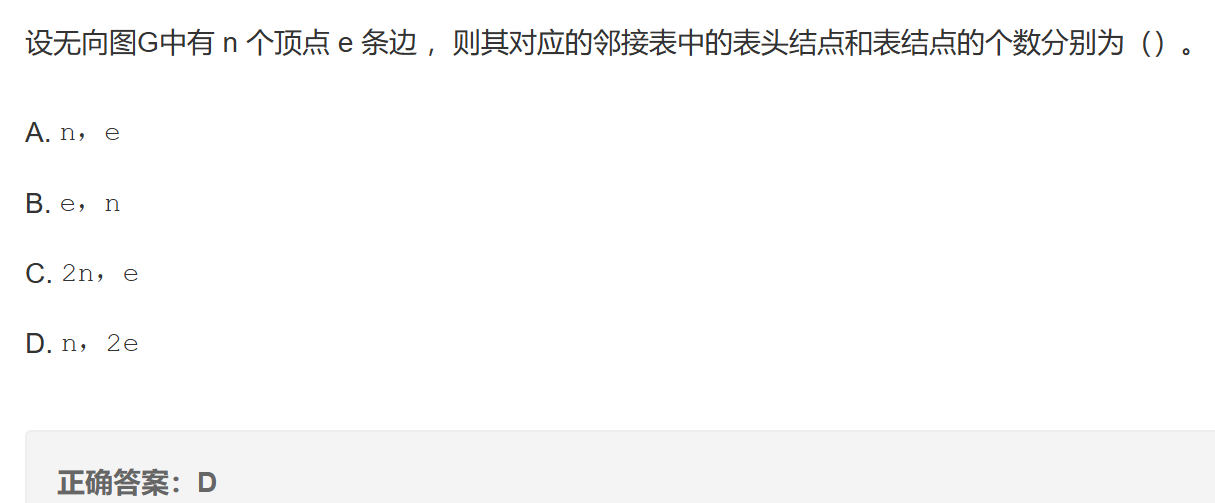 设无向图G中有 n 个顶点 e 条边 ，则其对应的邻接表中的表头结点和表结点的个数分别为（）。
A. n，e
B. e，n
C. 2n，e
D. n，2e
正确答案：D